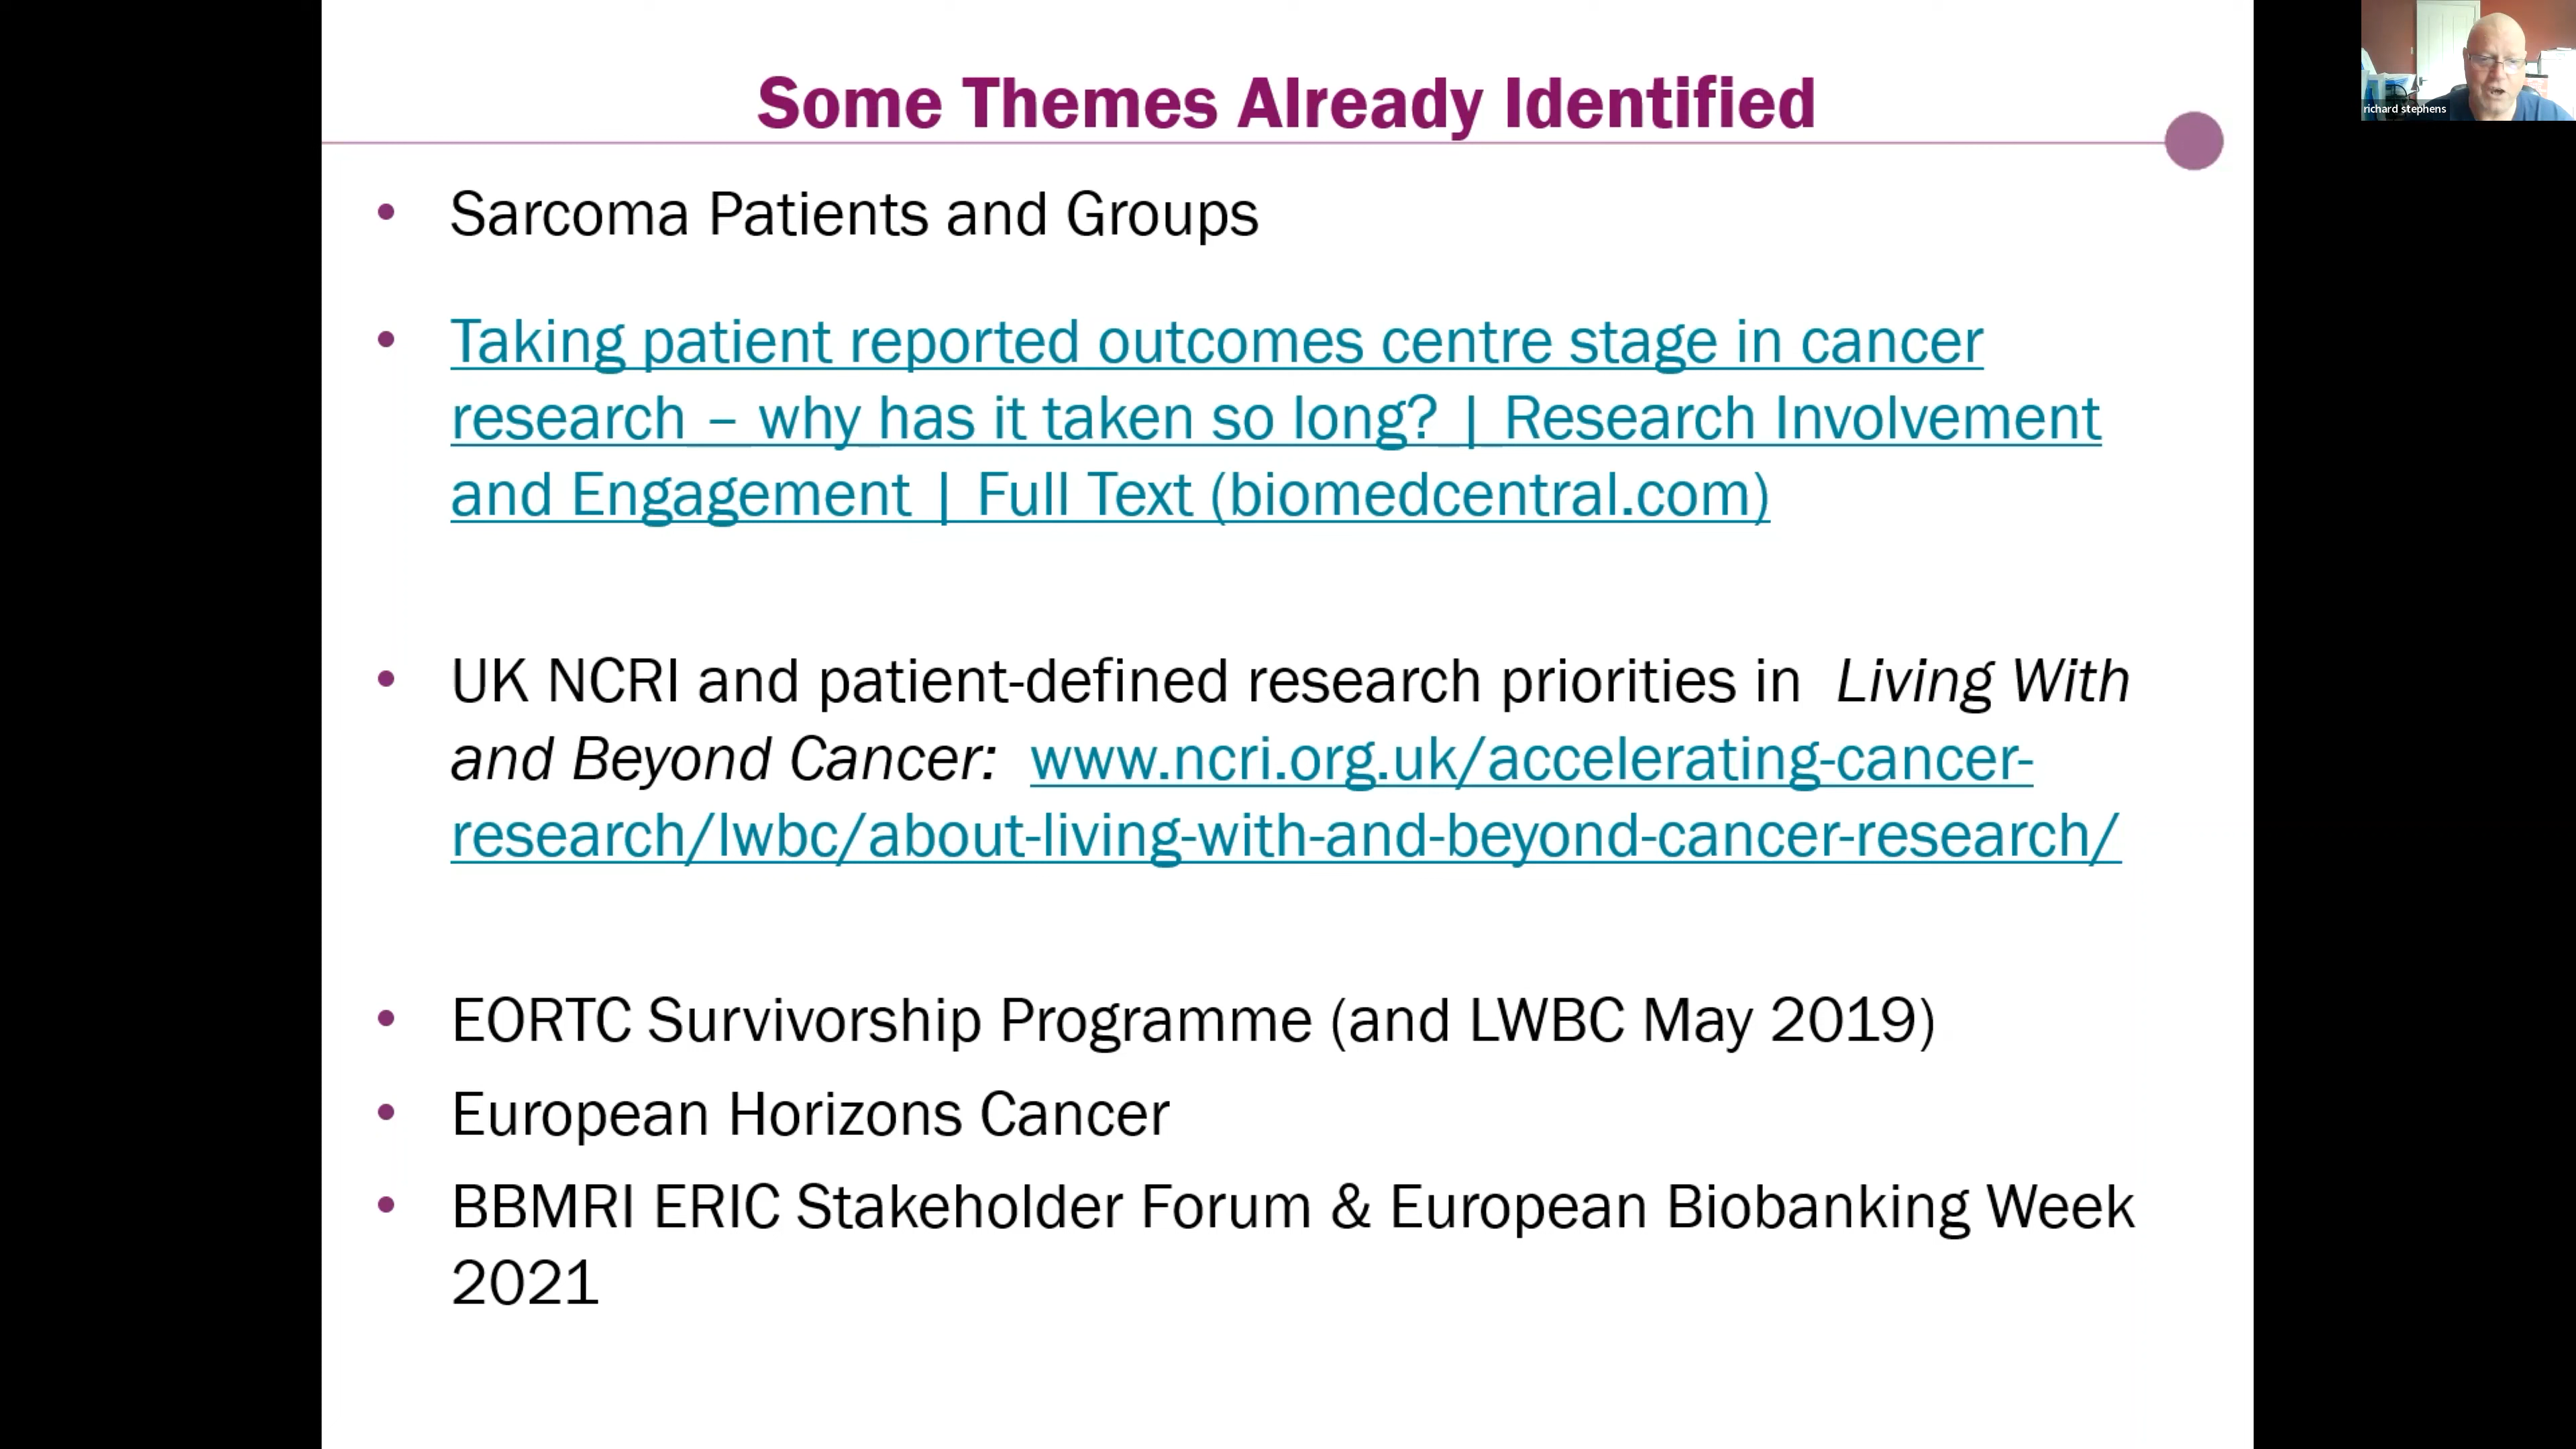 Some Themes Already Identified
richard stephens
• Sarcoma Patients and Groups
• Taking patient reported outcomes centre stage in cancer
research – why has it taken so long? | Research Involvement
and Engagement | Full Text (biomedcentral.com)
• UK NCRI and patient-defined research priorities in Living With
and Beyond Cancer: www.ncri.org.uk/accelerating-cancer-
research/lwbc/about-living-with-and-beyond-cancer-research/
• EORTC Survivorship Programme (and LWBC May 2019)
• European Horizons Cancer
• BBMRI ERIC Stakeholder Forum & European Biobanking Week
2021